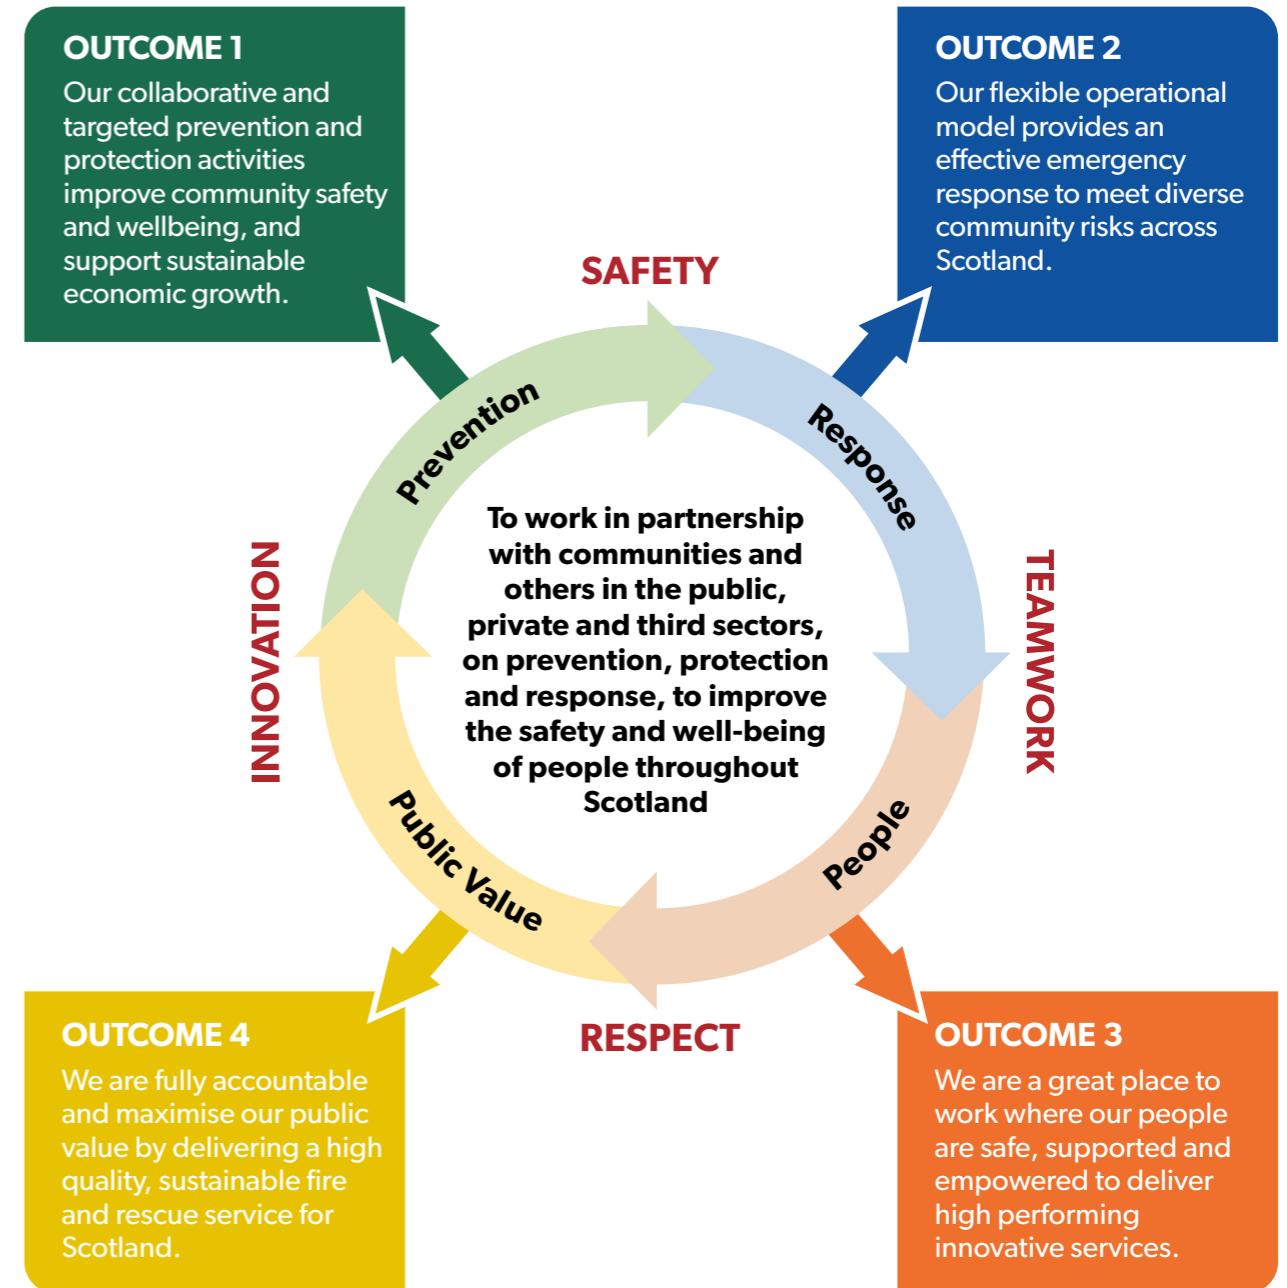 OUTCOME 1
Our collaborative and
targeted prevention and
protection activities
improve community safety
and wellbeing, and
support sustainable
economic growth.
OUTCOME 2
Our flexible operational
model provides an
effective emergency
response to meet diverse
community risks across
Scotland.
SAFETY
Prevention
Response
INNOVATION
To work in partnership
with communities and
others in the public,
private and third sectors,
on prevention, protection
and response, to improve
the safety and well-being
of people throughout
Scotland
TEAMWORK
Public Value
People
RESPECT
OUTCOME 4
We are fully accountable
and maximise our public
value by delivering a high
quality, sustainable fire
and rescue service for
Scotland.
OUTCOME 3
We are a great place to
work where our people
are safe, supported and
empowered to deliver
high performing
innovative services.